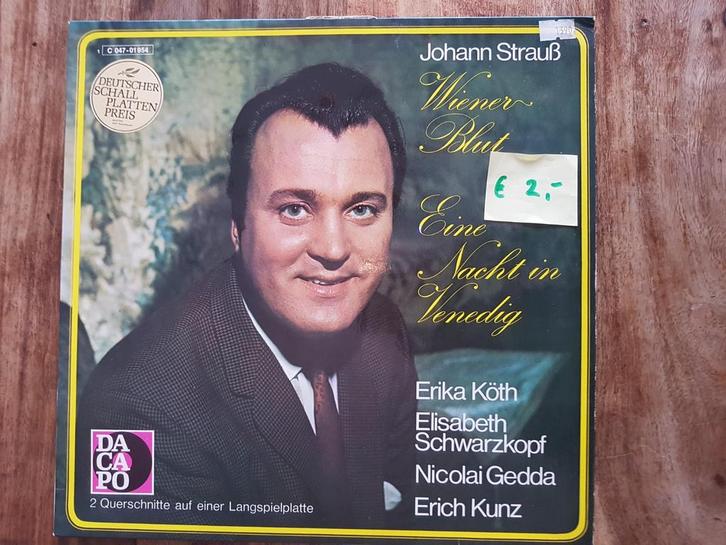 1 C 047-01 954
DEUTSCHER
SCHALL
PLATTEN
PREIS
Johann Strauß
Wiener
Blut
€ 2,-
Eine
Nacht in
Venedig
Erika Köth
Elisabeth
Schwarzkopf
Nicolai Gedda
Erich Kunz
DA
CA
PO
2 Querschnitte auf einer Langspielplatte